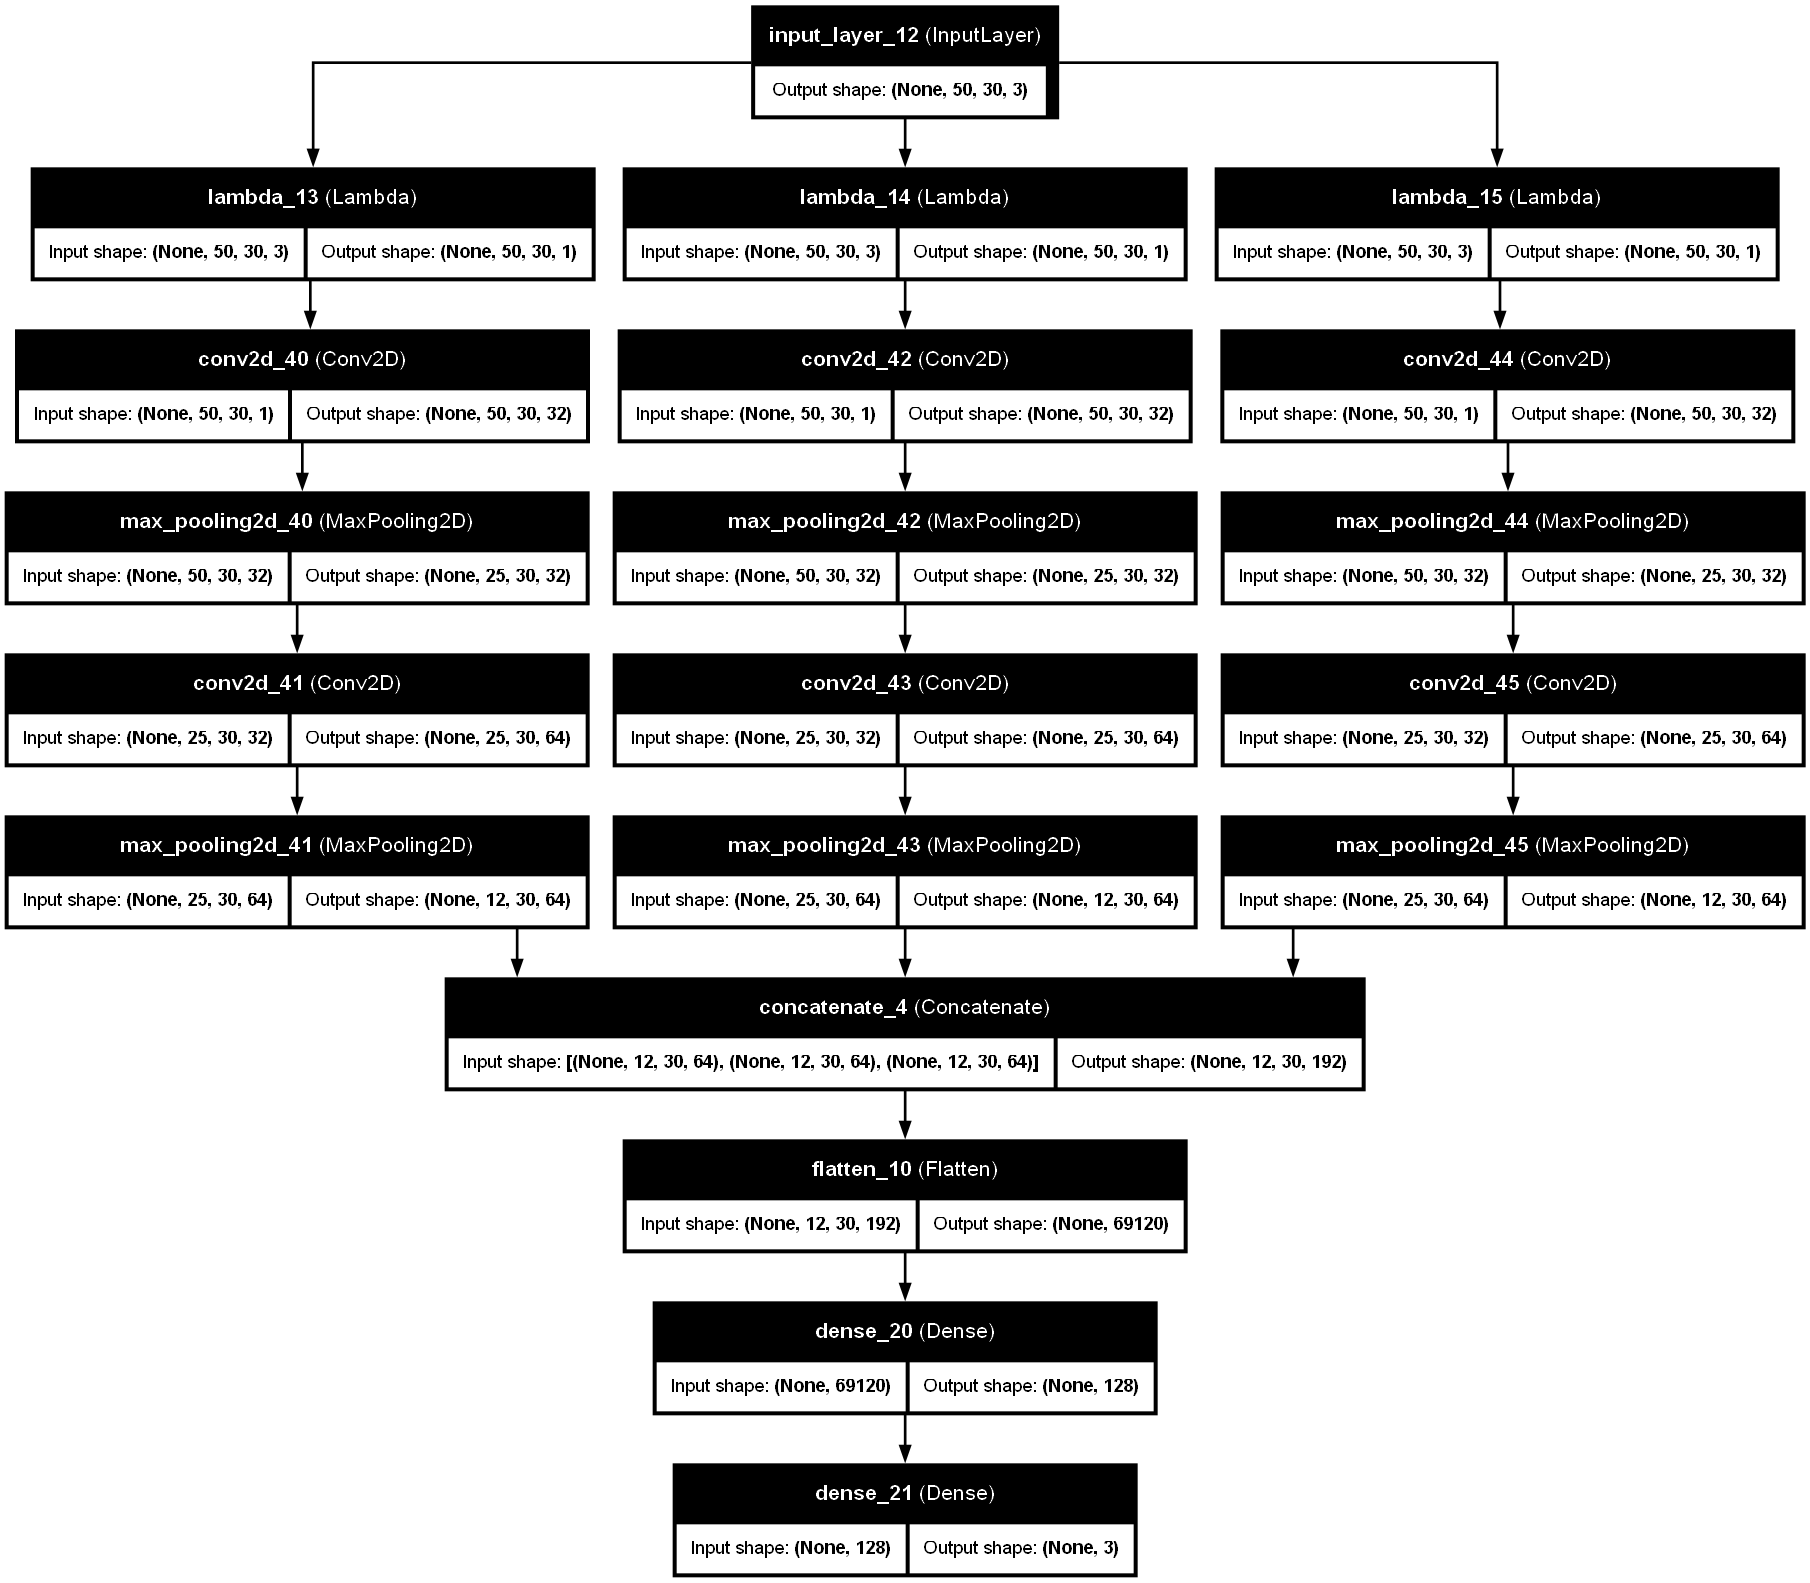 input_layer_12 (InputLayer)
Output shape: (None, 50, 30, 3)
lambda_13 (Lambda)
Input shape: (None, 50, 30, 3) Output shape: (None, 50, 30, 1)
lambda_14 (Lambda)
Input shape: (None, 50, 30, 3) Output shape: (None, 50, 30, 1)
lambda_15 (Lambda)
Input shape: (None, 50, 30, 3) Output shape: (None, 50, 30, 1)
conv2d_40 (Conv2D)
Input shape: (None, 50, 30, 1) Output shape: (None, 50, 30, 32)
conv2d_42 (Conv2D)
Input shape: (None, 50, 30, 1) Output shape: (None, 50, 30, 32)
conv2d_44 (Conv2D)
Input shape: (None, 50, 30, 1) Output shape: (None, 50, 30, 32)
max_pooling2d_40 (MaxPooling2D)
Input shape: (None, 50, 30, 32) Output shape: (None, 25, 30, 32)
max_pooling2d_42 (MaxPooling2D)
Input shape: (None, 50, 30, 32) Output shape: (None, 25, 30, 32)
max_pooling2d_44 (MaxPooling2D)
Input shape: (None, 50, 30, 32) Output shape: (None, 25, 30, 32)
conv2d_41 (Conv2D)
Input shape: (None, 25, 30, 32) Output shape: (None, 25, 30, 64)
conv2d_43 (Conv2D)
Input shape: (None, 25, 30, 32) Output shape: (None, 25, 30, 64)
conv2d_45 (Conv2D)
Input shape: (None, 25, 30, 32) Output shape: (None, 25, 30, 64)
max_pooling2d_41 (MaxPooling2D)
Input shape: (None, 25, 30, 64) Output shape: (None, 12, 30, 64)
max_pooling2d_43 (MaxPooling2D)
Input shape: (None, 25, 30, 64) Output shape: (None, 12, 30, 64)
max_pooling2d_45 (MaxPooling2D)
Input shape: (None, 25, 30, 64) Output shape: (None, 12, 30, 64)
concatenate_4 (Concatenate)
Input shape: [(None, 12, 30, 64), (None, 12, 30, 64), (None, 12, 30, 64)] Output shape: (None, 12, 30, 192)
flatten_10 (Flatten)
Input shape: (None, 12, 30, 192) Output shape: (None, 69120)
dense_20 (Dense)
Input shape: (None, 69120) Output shape: (None, 128)
dense_21 (Dense)
Input shape: (None, 128) Output shape: (None, 3)